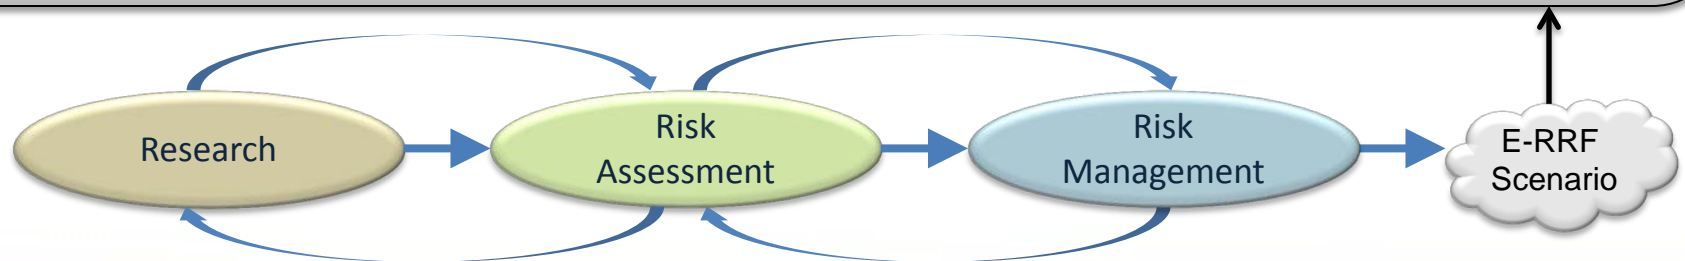 Research
Risk
Assessment
Risk
Management
E-RRF
Scenario